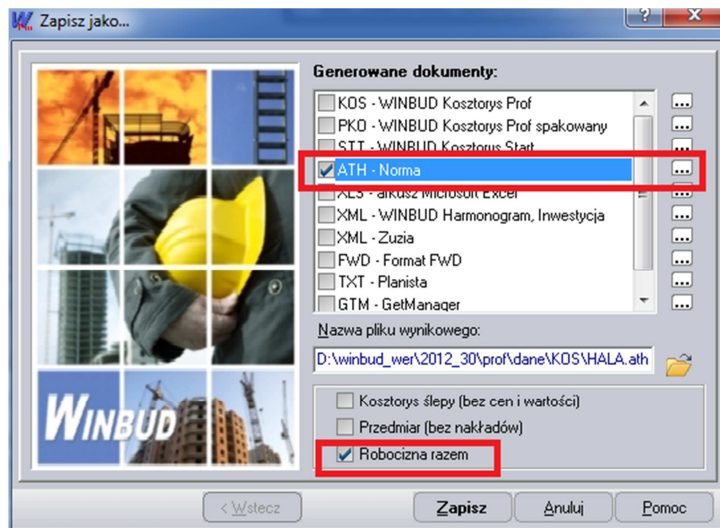 Zapisz jako...
Generowane dokumenty:
KOS - WINBUD Kosztorys Prof
PKO - WINBUD Kosztorys Prof spakowany
STT - WINBUD Kosztorys Start
ATH - Norma
XLS - arkusz Microsoft Excel
XML - WINBUD Harmonogram, Inwestycja
XML - Zuzia
FWD - Format FWD
TXT - Planista
GTM - GetManager
Nazwa pliku wynikowego:
D:\winbud_wer\2012_30\prof\dane\KOS\HALA.ath
Kosztorys ślepy (bez cen i wartości)
Przedmiar (bez nakładów)
Robocizna razem
WINBUD
< Wstecz
Zapisz
Anuluj
Pomoc